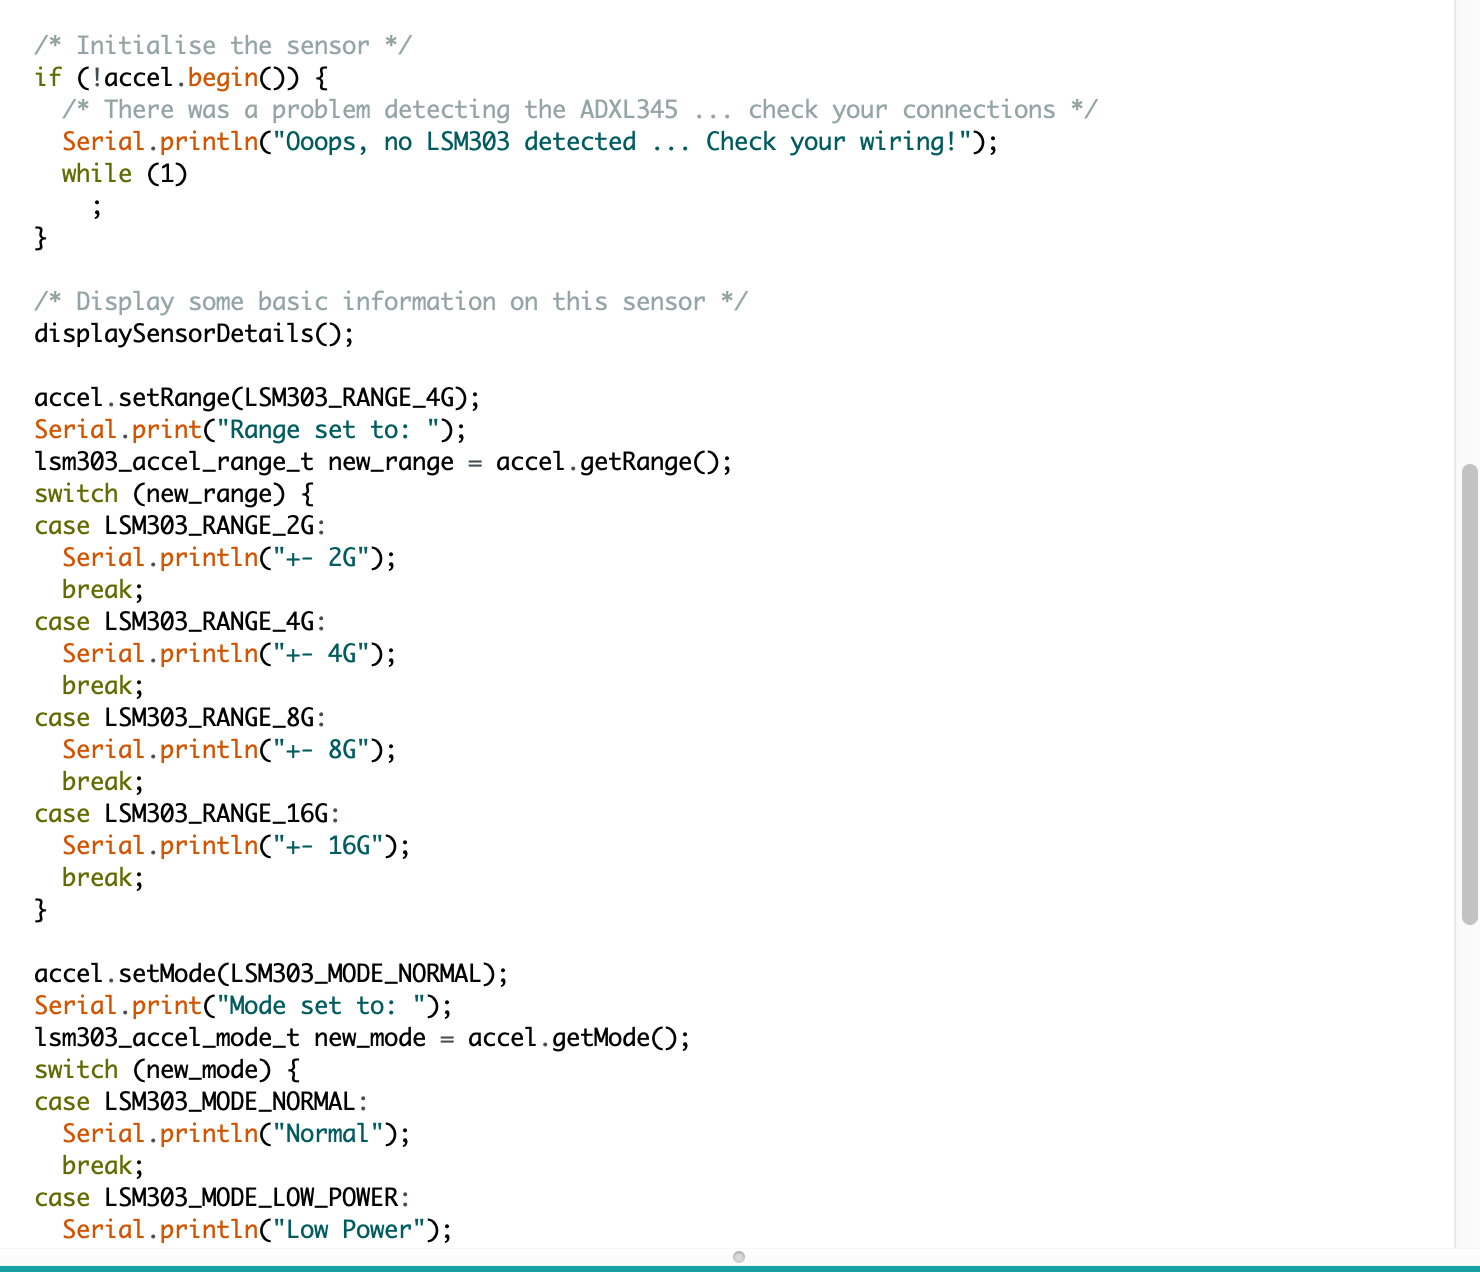 /* Initialise the sensor */
if (!accel.begin()) {
  /* There was a problem detecting the ADXL345 ... check your connections */
  Serial.println("Ooops, no LSM303 detected ... Check your wiring!");
  while (1)
    ;
}

/* Display some basic information on this sensor */
displaySensorDetails();

accel.setRange(LSM303_RANGE_4G);
Serial.print("Range set to: ");
lsm303_accel_range_t new_range = accel.getRange();
switch (new_range) {
case LSM303_RANGE_2G:
  Serial.println("+- 2G");
  break;
case LSM303_RANGE_4G:
  Serial.println("+- 4G");
  break;
case LSM303_RANGE_8G:
  Serial.println("+- 8G");
  break;
case LSM303_RANGE_16G:
  Serial.println("+- 16G");
  break;
}

accel.setMode(LSM303_MODE_NORMAL);
Serial.print("Mode set to: ");
lsm303_accel_mode_t new_mode = accel.getMode();
switch (new_mode) {
case LSM303_MODE_NORMAL:
  Serial.println("Normal");
  break;
case LSM303_MODE_LOW_POWER:
  Serial.println("Low Power");